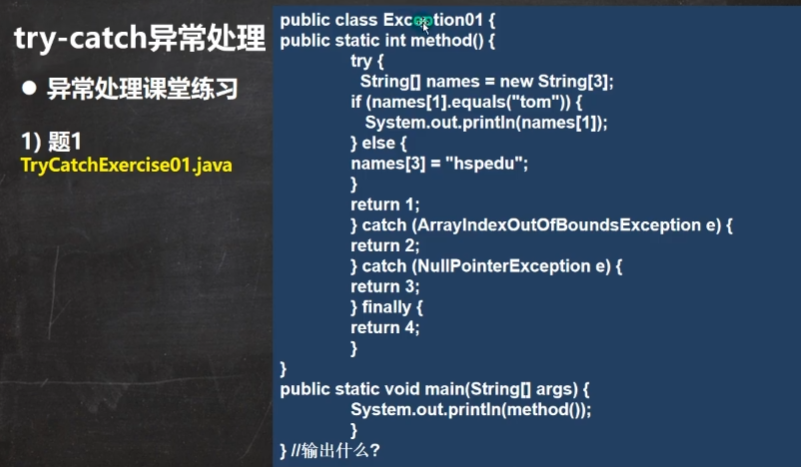 try-catch异常处理
● 异常处理课堂练习
1) 题1
TryCatchExercise01.java
public class Exception01 {
public static int method() {
try {
String[] names = new String[3];
if (names[1].equals("tom")) {
System.out.println(names[1]);
} else {
names[3] = "hspedu";
}
return 1;
} catch (ArrayIndexOutOfBoundsException e) {
return 2;
} catch (NullPointerException e) {
return 3;
} finally {
return 4;
}
}
public static void main(String[] args) {
System.out.println(method());
}
} //输出什么?